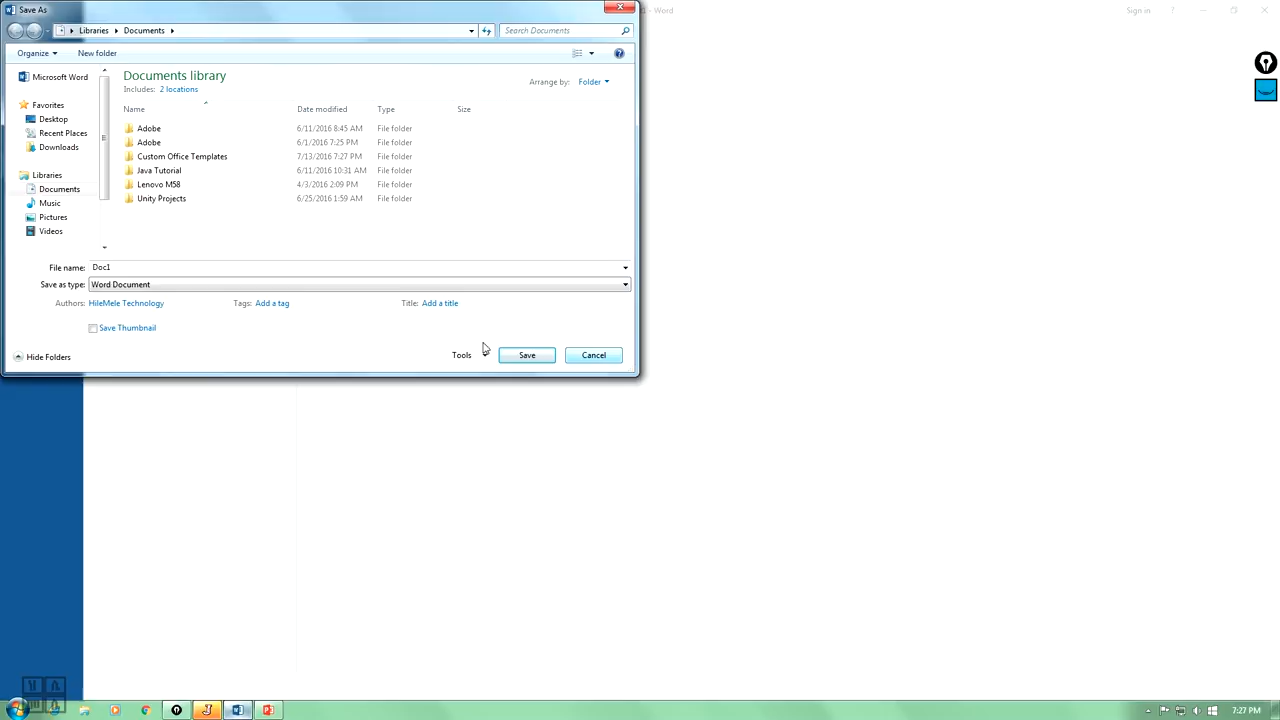 Save As
1 - Word
Sign in
?
Libraries
Documents
Search Documents
Organize
New folder
?
Microsoft Word
Favorites
Desktop
Recent Places
Downloads
Libraries
Documents
Music
Pictures
Videos
Documents library
Includes: 2 locations
Arrange by: Folder
Name Date modified Type Size
Adobe 6/11/2016 8:45 AM File folder
Adobe 6/1/2016 7:25 PM File folder
Custom Office Templates 7/13/2016 7:27 PM File folder
Java Tutorial 6/11/2016 10:31 AM File folder
Lenovo M58 4/3/2016 2:09 PM File folder
Unity Projects 6/25/2016 1:59 AM File folder
File name: Doc1
Save as type: Word Document
Authors: HileMele Technology Tags: Add a tag Title: Add a title
Save Thumbnail
Hide Folders
Tools
Save
Cancel
7:27 PM